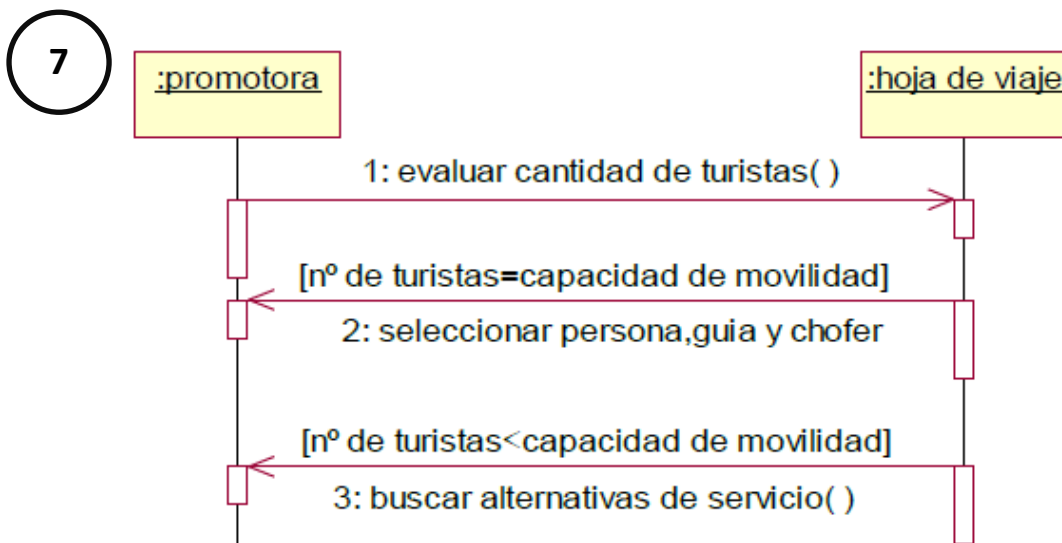 7
:promotora
:hoja de viaje
1: evaluar cantidad de turistas( )
[nº de turistas=capacidad de movilidad]
2: seleccionar persona,guia y chofer
[nº de turistas<capacidad de movilidad]
3: buscar alternativas de servicio( )